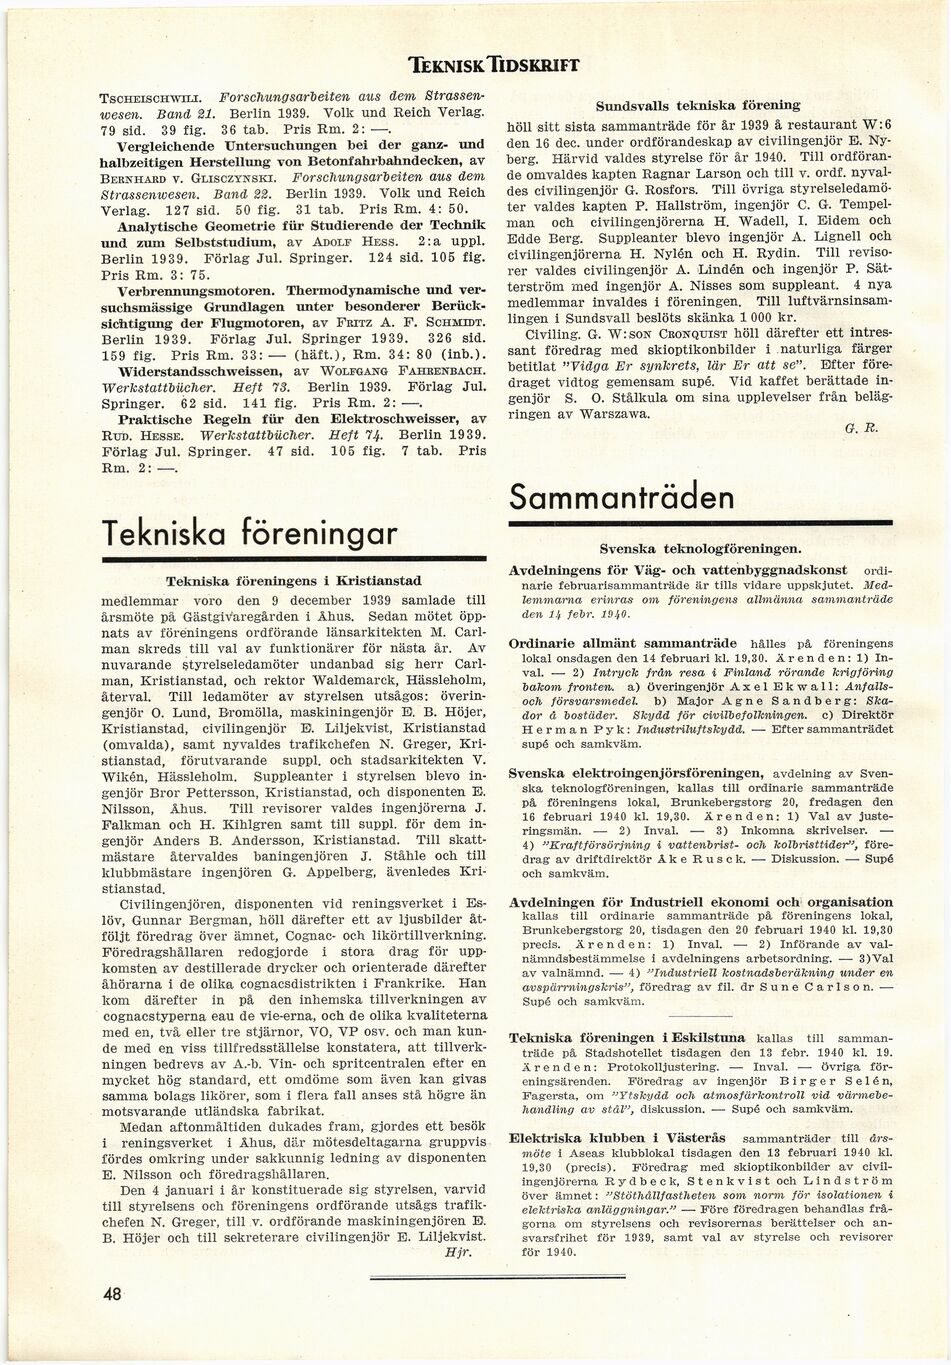 TEKNISK TIDSKRIFT
TSCHEISCHWILI. Forschungsarbeiten aus dem Strassen-
wesen. Band 21. Berlin 1939. Volk und Reich Verlag.
79 sid. 39 fig. 36 tab. Pris Rm. 2: —.
Vergleichende Untersuchungen bei der ganz- und
halbzeitigen Herstellung von Betonfahrbahndecken, av
BERNHARD V. GLISCZYNSKI. Forschungsarbeiten aus dem
Strassenwesen. Band 22. Berlin 1939. Volk und Reich
Verlag. 127 sid. 50 fig. 31 tab. Pris Rm. 4: 50.
Analytische Geometrie für Studierende der Technik
und zum Selbststudium, av ADOLF HESS. 2:a uppl.
Berlin 1939. Förlag Jul. Springer. 124 sid. 105 fig.
Pris Rm. 3: 75.
Verbrennungsmotoren. Thermodynamische und ver-
suchsmässige Grundlagen unter besonderer Berück-
sichtigung der Flugmotoren, av FRITZ A. F. SCHMIDT.
Berlin 1939. Förlag Jul. Springer 1939. 326 sid.
159 fig. Pris Rm. 33: — (häft.), Rm. 34: 80 (inb.).
Widerstandsschweissen, av WOLFGANG FAHRENBACH.
Werkstattbücher. Heft 73. Berlin 1939. Förlag Jul.
Springer. 62 sid. 141 fig. Pris Rm. 2: —.
Praktische Regeln für den Elektroschweisser, av
RUD. HESSE. Werkstattbücher. Heft 74. Berlin 1939.
Förlag Jul. Springer. 47 sid. 105 fig. 7 tab. Pris
Rm. 2: —.
Tekniska föreningar
Tekniska föreningens i Kristianstad
medlemmar voro den 9 december 1939 samlade till
årsmöte på Gästgivaregården i Åhus. Sedan mötet öpp-
nats av föreningens ordförande länsarkitekten M. Carl-
man skreds till val av funktionärer för nästa år. Av
nuvarande styrelseledamöter undanbad sig herr Carl-
man, Kristianstad, och rektor Waldemarck, Hässleholm,
återval. Till ledamöter av styrelsen utsågos: överin-
genjör O. Lund, Bromölla, maskiningenjör E. B. Höjer,
Kristianstad, civilingenjör E. Liljekvist, Kristianstad
(omvalda), samt nyvaldes trafikchefen N. Greger, Kri-
stianstad, förutvarande suppl. och stadsarkitekten V.
Wikén, Hässleholm. Suppleanter i styrelsen blevo in-
genjör Bror Pettersson, Kristianstad, och disponenten E.
Nilsson, Åhus. Till revisorer valdes ingenjörerna J.
Falkman och H. Kihlgren samt till suppl. för dem in-
genjör Anders B. Andersson, Kristianstad. Till skatt-
mästare återvaldes baningenjören J. Ståhle och till
klubbmästare ingenjören G. Appelberg, ävenledes Kri-
stianstad.
Civilingenjören, disponenten vid reningsverket i Es-
löv, Gunnar Bergman, höll därefter ett av ljusbilder åt-
följt föredrag över ämnet, Cognac- och likörtillverkning.
Föredragshållaren redogjorde i stora drag för upp-
komsten av destillerade drycker och orienterade därefter
åhörarna i de olika cognacsdistrikten i Frankrike. Han
kom därefter in på den inhemska tillverkningen av
cognacstyperna eau de vie-erna, och de olika kvaliteterna
med en, två eller tre stjärnor, VO, VP osv. och man kun-
de med en viss tillfredsställelse konstatera, att tillverk-
ningen bedrevs av A.-b. Vin- och spritcentralen efter en
mycket hög standard, ett omdöme som även kan givas
samma bolags likörer, som i flera fall anses stå högre än
motsvarande utländska fabrikat.
Medan aftonmåltiden dukades fram, gjordes ett besök
i reningsverket i Åhus, där mötesdeltagarna gruppvis
fördes omkring under sakkunnig ledning av disponenten
E. Nilsson och föredragshållaren.
Den 4 januari i år konstituerade sig styrelsen, varvid
till styrelsens och föreningens ordförande utsågs trafik-
chefen N. Greger, till v. ordförande maskiningenjören E.
B. Höjer och till sekreterare civilingenjör E. Liljekvist.
Hjr.
48
Sundsvalls tekniska förening
höll sitt sista sammanträde för år 1939 å restaurant W:6
den 16 dec. under ordförandeskap av civilingenjör E. Ny-
berg. Härvid valdes styrelse för år 1940. Till ordföran-
de omvaldes kapten Ragnar Larson och till v. ordf. nyval-
des civilingenjör G. Rosfors. Till övriga styrelseledamö-
ter valdes kapten P. Hallström, ingenjör C. G. Tempel-
man och civilingenjörerna H. Wadell, I. Eidem och
Edde Berg. Suppleanter blevo ingenjör A. Lignell och
civilingenjörerna H. Nylén och H. Rydin. Till reviso-
rer valdes civilingenjör A. Lindén och ingenjör P. Sät-
terström med ingenjör A. Nisses som suppleant. 4 nya
medlemmar invaldes i föreningen. Till luftvärnsinsam-
lingen i Sundsvall beslöts skänka 1 000 kr.
Civiling. G. W:SON CRONQUIST höll därefter ett intres-
sant föredrag med skioptikonbilder i naturliga färger
betitlat ”Vidga Er synkrets, lär Er att se”. Efter före-
draget vidtog gemensam supé. Vid kaffet berättade in-
genjör S. O. Stålkula om sina upplevelser från beläg-
ringen av Warszawa.
G. R.
Sammanträden
Svenska teknologföreningen.
Avdelningens för Väg- och vattenbyggnadskonst ordi-
narie februarisammanträde är tills vidare uppskjutet. Med-
lemmarna erinras om föreningens allmänna sammanträde
den 14 febr. 1940.
Ordinarie allmänt sammanträde hålles på föreningens
lokal onsdagen den 14 februari kl. 19,30. Ärenden: 1) In-
val. — 2) Intryck från resa i Finland rörande krigföring
bakom fronten. a) Överingenjör Axel Ekwall: Anfalls-
och försvarsmedel. b) Major Agne Sandberg: Ska-
dor å bostäder. Skydd för civilbefolkningen. c) Direktör
Herman Pyk: Industriluftskydd. — Efter sammanträdet
supé och samkväm.
Svenska elektroingenjörsföreningen, avdelning av Sven-
ska teknologföreningen, kallas till ordinarie sammanträde
på föreningens lokal, Brunkebergstorg 20, fredagen den
16 februari 1940 kl. 19,30. Ärenden: 1) Val av juste-
ringsmän. — 2) Inval. — 3) Inkomna skrivelser. —
4) ”Kraftförsörjning i vattenbrist- och kolbristtider”, före-
drag av driftdirektör Åke Rusck. — Diskussion. — Supé
och samkväm.
Avdelningen för Industriell ekonomi och organisation
kallas till ordinarie sammanträde på föreningens lokal,
Brunkebergstorg 20, tisdagen den 20 februari 1940 kl. 19,30
precis. Ärenden: 1) Inval. — 2) Införande av val-
nämndsbestämmelse i avdelningens arbetsordning. — 3) Val
av valnämnd. — 4) ”Industriell kostnadsberäkning under en
avspärrningskris”, föredrag av fil. dr Sune Carlson. —
Supé och samkväm.
Tekniska föreningen i Eskilstuna kallas till samman-
träde på Stadshotellet tisdagen den 13 febr. 1940 kl. 19.
Ärenden: Protokolljustering. — Inval. — Övriga för-
eningsärenden. Föredrag av ingenjör Birger Selén,
Fagersta, om ”Ytskydd och atmosfärkontroll vid värmebe-
handling av stål”, diskussion. — Supé och samkväm.
Elektriska klubben i Västerås sammanträder till års-
möte i Aseas klubblokal tisdagen den 13 februari 1940 kl.
19,30 (precis). Föredrag med skioptikonbilder av civil-
ingenjörerna Rydbeck, Stenkvist och Lindström
över ämnet: ”Stöthållfastheten som norm för isolationen i
elektriska anläggningar.” — Före föredragen behandlas frå-
gorna om styrelsens och revisorernas berättelser och an-
svarsfrihet för 1939, samt val av styrelse och revisorer
för 1940.